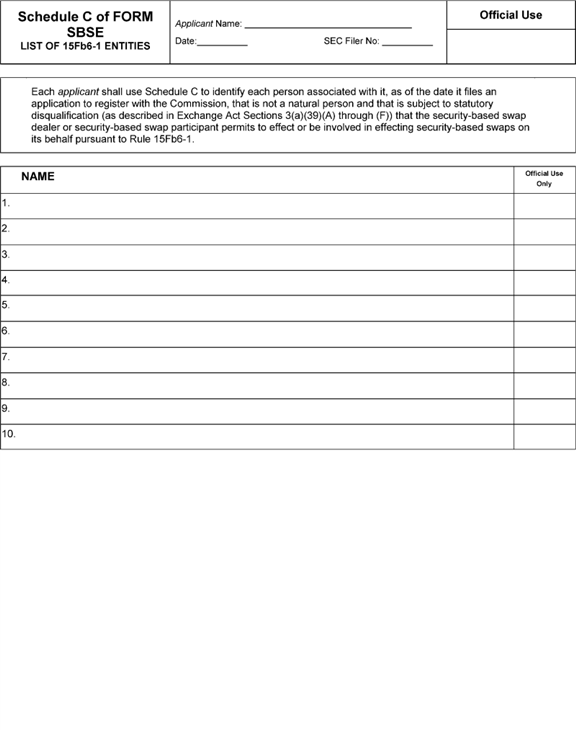 Schedule C of FORM
SBSE
LIST OF 15Fb6-1 ENTITIES
Applicant Name: ________________________________
Date:__________ SEC Filer No: __________
Official Use
Each applicant shall use Schedule C to identify each person associated with it, as of the date it files an
application to register with the Commission, that is not a natural person and that is subject to statutory
disqualification (as described in Exchange Act Sections 3(a)(39)(A) through (F)) that the security-based swap
dealer or security-based swap participant permits to effect or be involved in effecting security-based swaps on
its behalf pursuant to Rule 15Fb6-1.
NAME
Official Use
Only
1.
2.
3.
4.
5.
6.
7.
8.
9.
10.